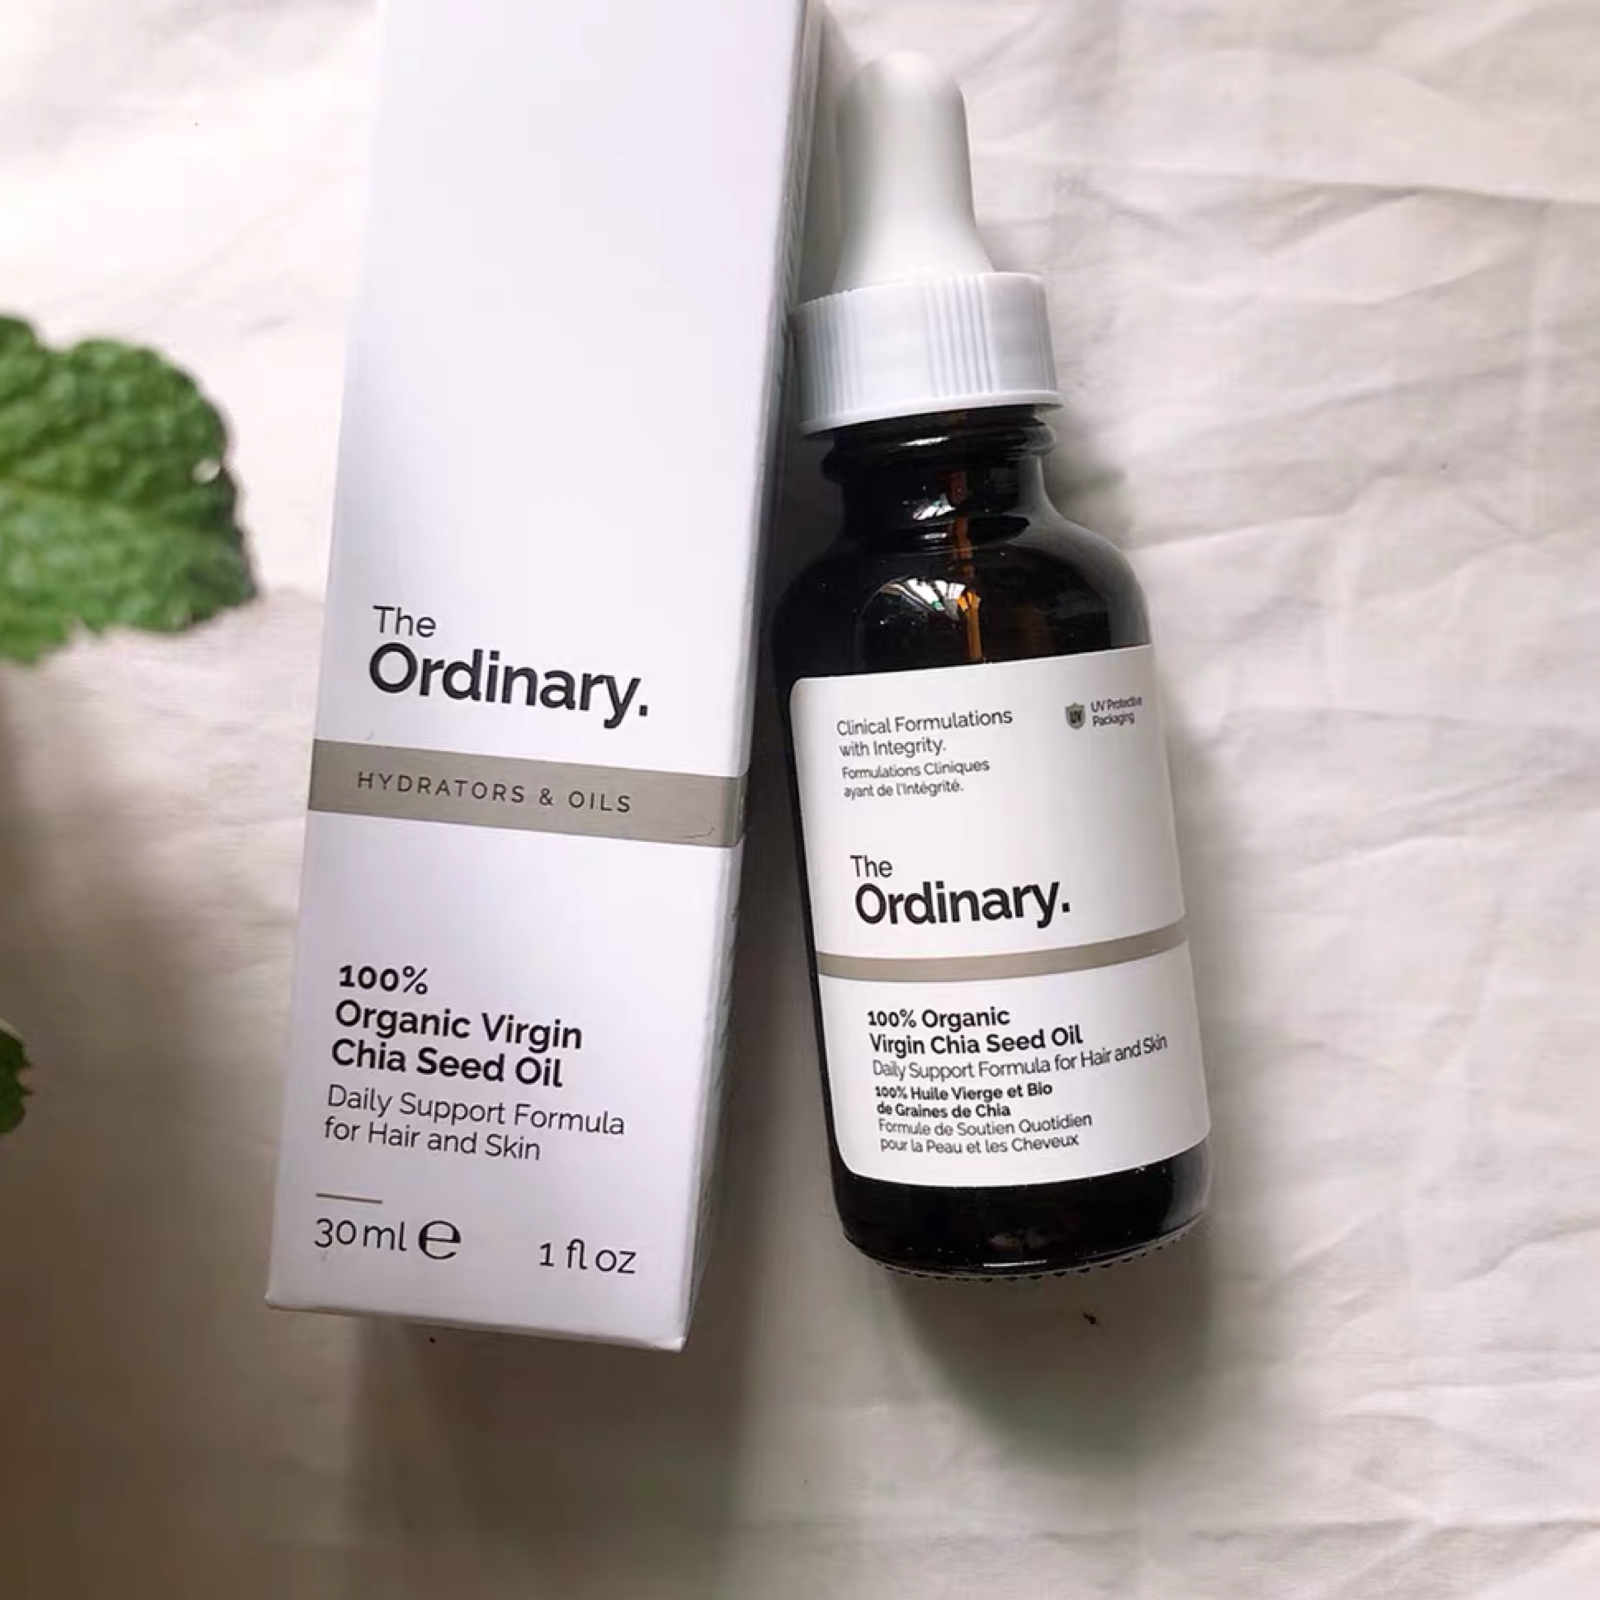 The
Ordinary.
HYDRATORS & OILS
100%
Organic Virgin
Chia Seed Oil
Daily Support Formula
for Hair and Skin
30 ml e
1 fl oz
Clinical Formulations
with Integrity.
Formulations Cliniques
ayant de l'Intégrité.
UV
UV Protective
Packaging
The
Ordinary.
100% Organic
Virgin Chia Seed Oil
Daily Support Formula for Hair and Skin
100% Huile Vierge et Bio
de Graines de Chia
Formule de Soutien Quotidien
pour la Peau et les Cheveux